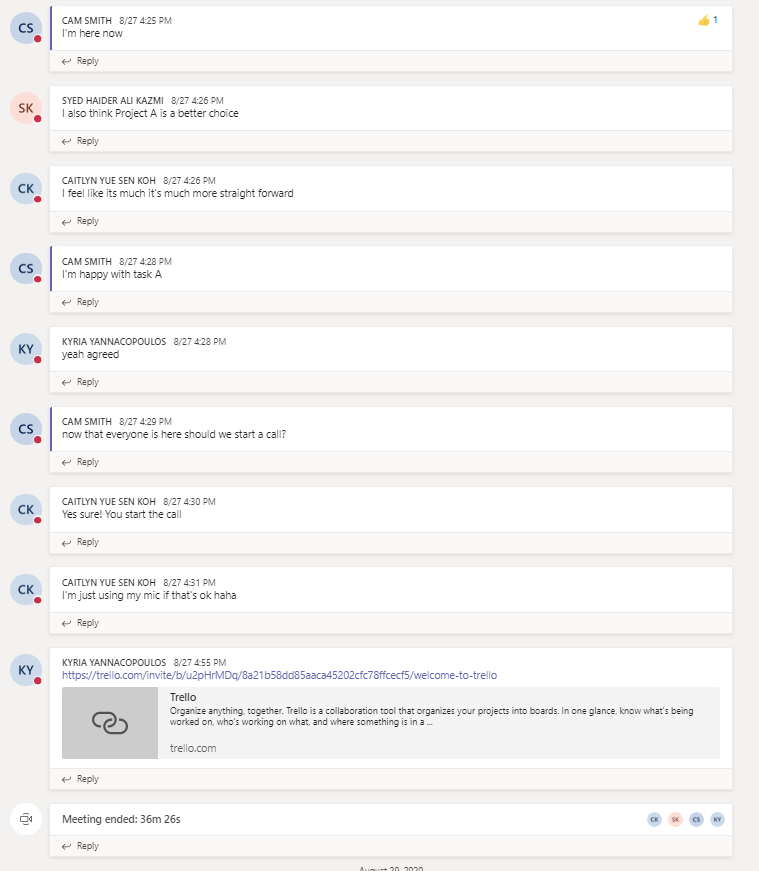 CS
CAM SMITH 8/27 4:25 PM
1
I'm here now
Reply
SK
SYED HAIDER ALI KAZMI 8/27 4:26 PM
I also think Project A is a better choice
Reply
CK
CAITLYN YUE SEN KOH 8/27 4:26 PM
I feel like its much it's much more straight forward
Reply
CS
CAM SMITH 8/27 4:28 PM
I'm happy with task A
Reply
KY
KYRIA YANNACOPOULOS 8/27 4:28 PM
yeah agreed
Reply
CS
CAM SMITH 8/27 4:29 PM
now that everyone is here should we start a call?
Reply
CK
CAITLYN YUE SEN KOH 8/27 4:30 PM
Yes sure! You start the call
Reply
CK
CAITLYN YUE SEN KOH 8/27 4:31 PM
I'm just using my mic if that's ok haha
Reply
KY
KYRIA YANNACOPOULOS 8/27 4:55 PM
https://trello.com/invite/b/u2pHrMDq/8a21b58dd85aaca45202cfc78ffcecf5/welcome-to-trello
Trello
Organize anything, together. Trello is a collaboration tool that organizes your projects into boards. In one glance, know what's being
worked on, who's working on what, and where something is in a ...
trello.com
Reply
Meeting ended: 36m 26s
CK SK CS KY
Reply
August 29, 2020